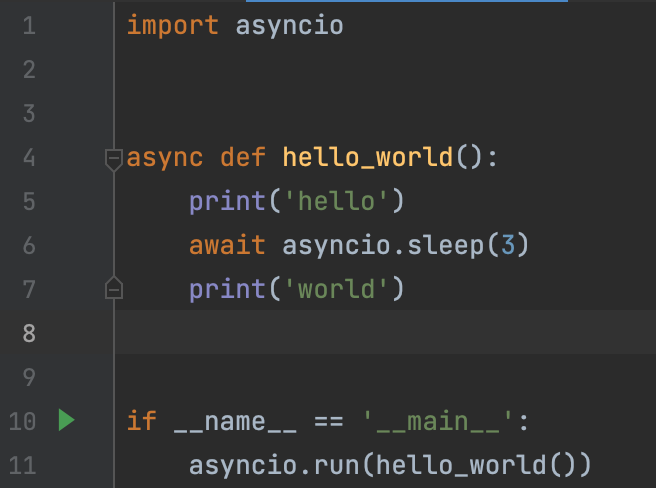 1 import asyncio
2
3
4 async def hello_world():
5     print('hello')
6     await asyncio.sleep(3)
7     print('world')
8
9
10 if __name__ == '__main__':
11     asyncio.run(hello_world())